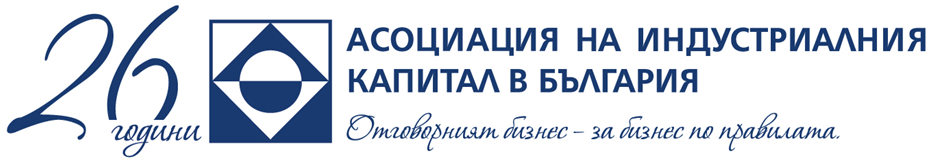 26
години
АСОЦИАЦИЯ НА ИНДУСТРИАЛНИЯ
КАПИТАЛ В БЪЛГАРИЯ
Отговорният бизнес – за бизнес по правилата.